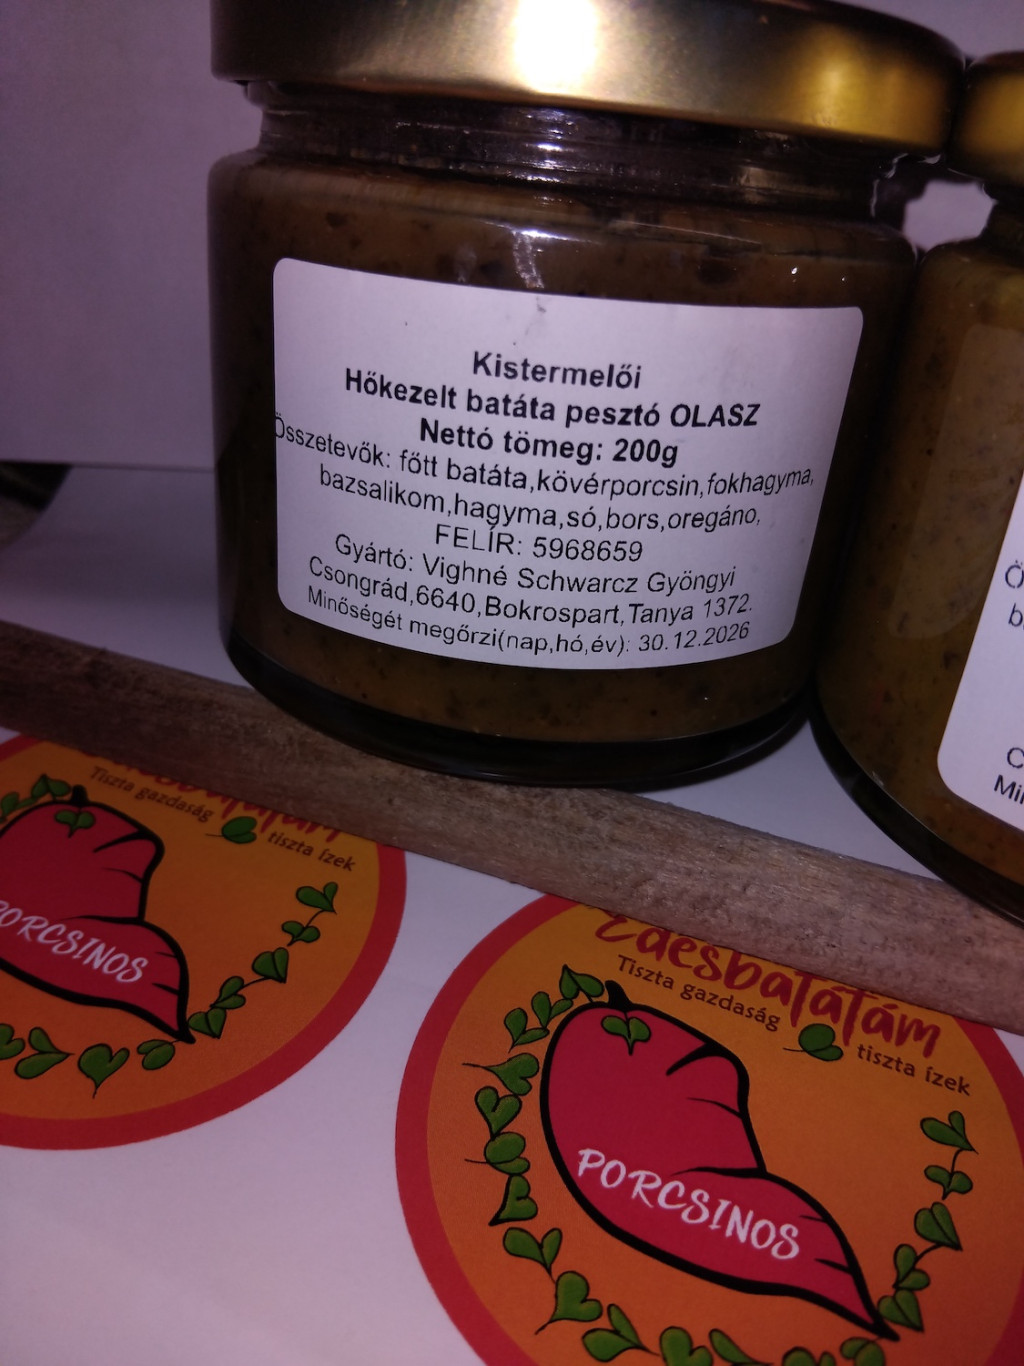 Kistermelői
Hőkezelt batáta pesztó OLASZ
Nettó tömeg: 200g
Összetevők: főtt batáta,kövérporcsin,fokhagyma,
bazsalikom,hagyma,só,bors,oregáno,
FELÍR: 5968659
Gyártó: Vighné Schwarcz Gyöngyi
Csongrád,6640,Bokrospart,Tanya 1372.
Minőségét megőrzi(nap,hó,év): 30.12.2026
Tiszta gazdaság
tiszta ízek
PORCSINOS
Édesbatátám
Tiszta gazdaság
tiszta ízek
PORCSINOS